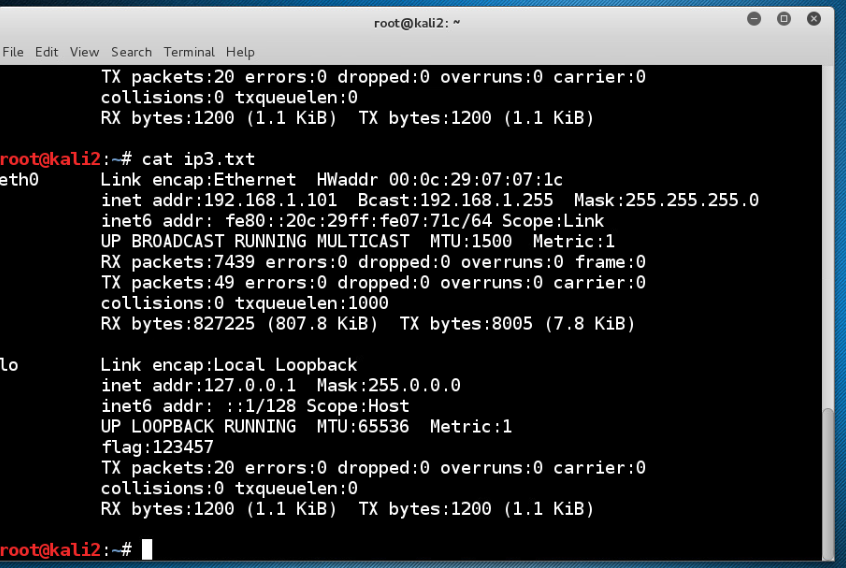 root@kali2: ~
File Edit View Search Terminal Help
TX packets:20 errors:0 dropped:0 overruns:0 carrier:0
collisions:0 txqueuelen:0
RX bytes:1200 (1.1 KiB)  TX bytes:1200 (1.1 KiB)
root@kali2:~# cat ip3.txt
eth0      Link encap:Ethernet  HWaddr 00:0c:29:07:07:1c
inet addr:192.168.1.101  Bcast:192.168.1.255  Mask:255.255.255.0
inet6 addr: fe80::20c:29ff:fe07:71c/64 Scope:Link
UP BROADCAST RUNNING MULTICAST  MTU:1500  Metric:1
RX packets:7439 errors:0 dropped:0 overruns:0 frame:0
TX packets:49 errors:0 dropped:0 overruns:0 carrier:0
collisions:0 txqueuelen:1000
RX bytes:827225 (807.8 KiB)  TX bytes:8005 (7.8 KiB)
lo        Link encap:Local Loopback
inet addr:127.0.0.1  Mask:255.0.0.0
inet6 addr: ::1/128 Scope:Host
UP LOOPBACK RUNNING  MTU:65536  Metric:1
flag:123457
TX packets:20 errors:0 dropped:0 overruns:0 carrier:0
collisions:0 txqueuelen:0
RX bytes:1200 (1.1 KiB)  TX bytes:1200 (1.1 KiB)
root@kali2:~#